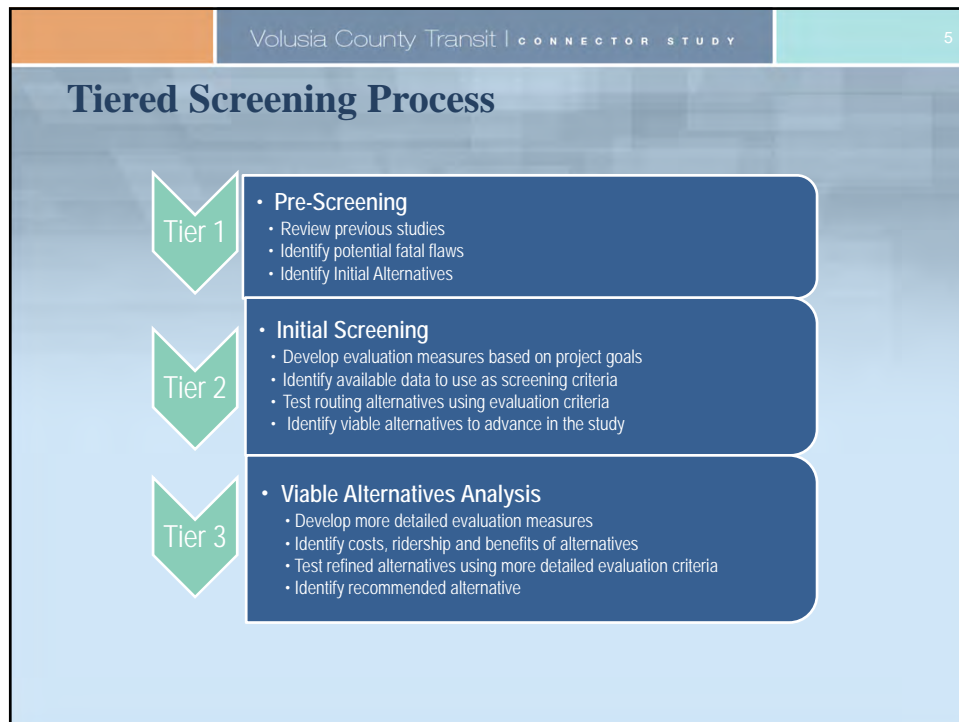 Volusia County Transit | CONNECTOR STUDY
5
Tiered Screening Process
Tier 1
• Pre-Screening
• Review previous studies
• Identify potential fatal flaws
• Identify Initial Alternatives
Tier 2
• Initial Screening
• Develop evaluation measures based on project goals
• Identify available data to use as screening criteria
• Test routing alternatives using evaluation criteria
• Identify viable alternatives to advance in the study
Tier 3
• Viable Alternatives Analysis
• Develop more detailed evaluation measures
• Identify costs, ridership and benefits of alternatives
• Test refined alternatives using more detailed evaluation criteria
• Identify recommended alternative